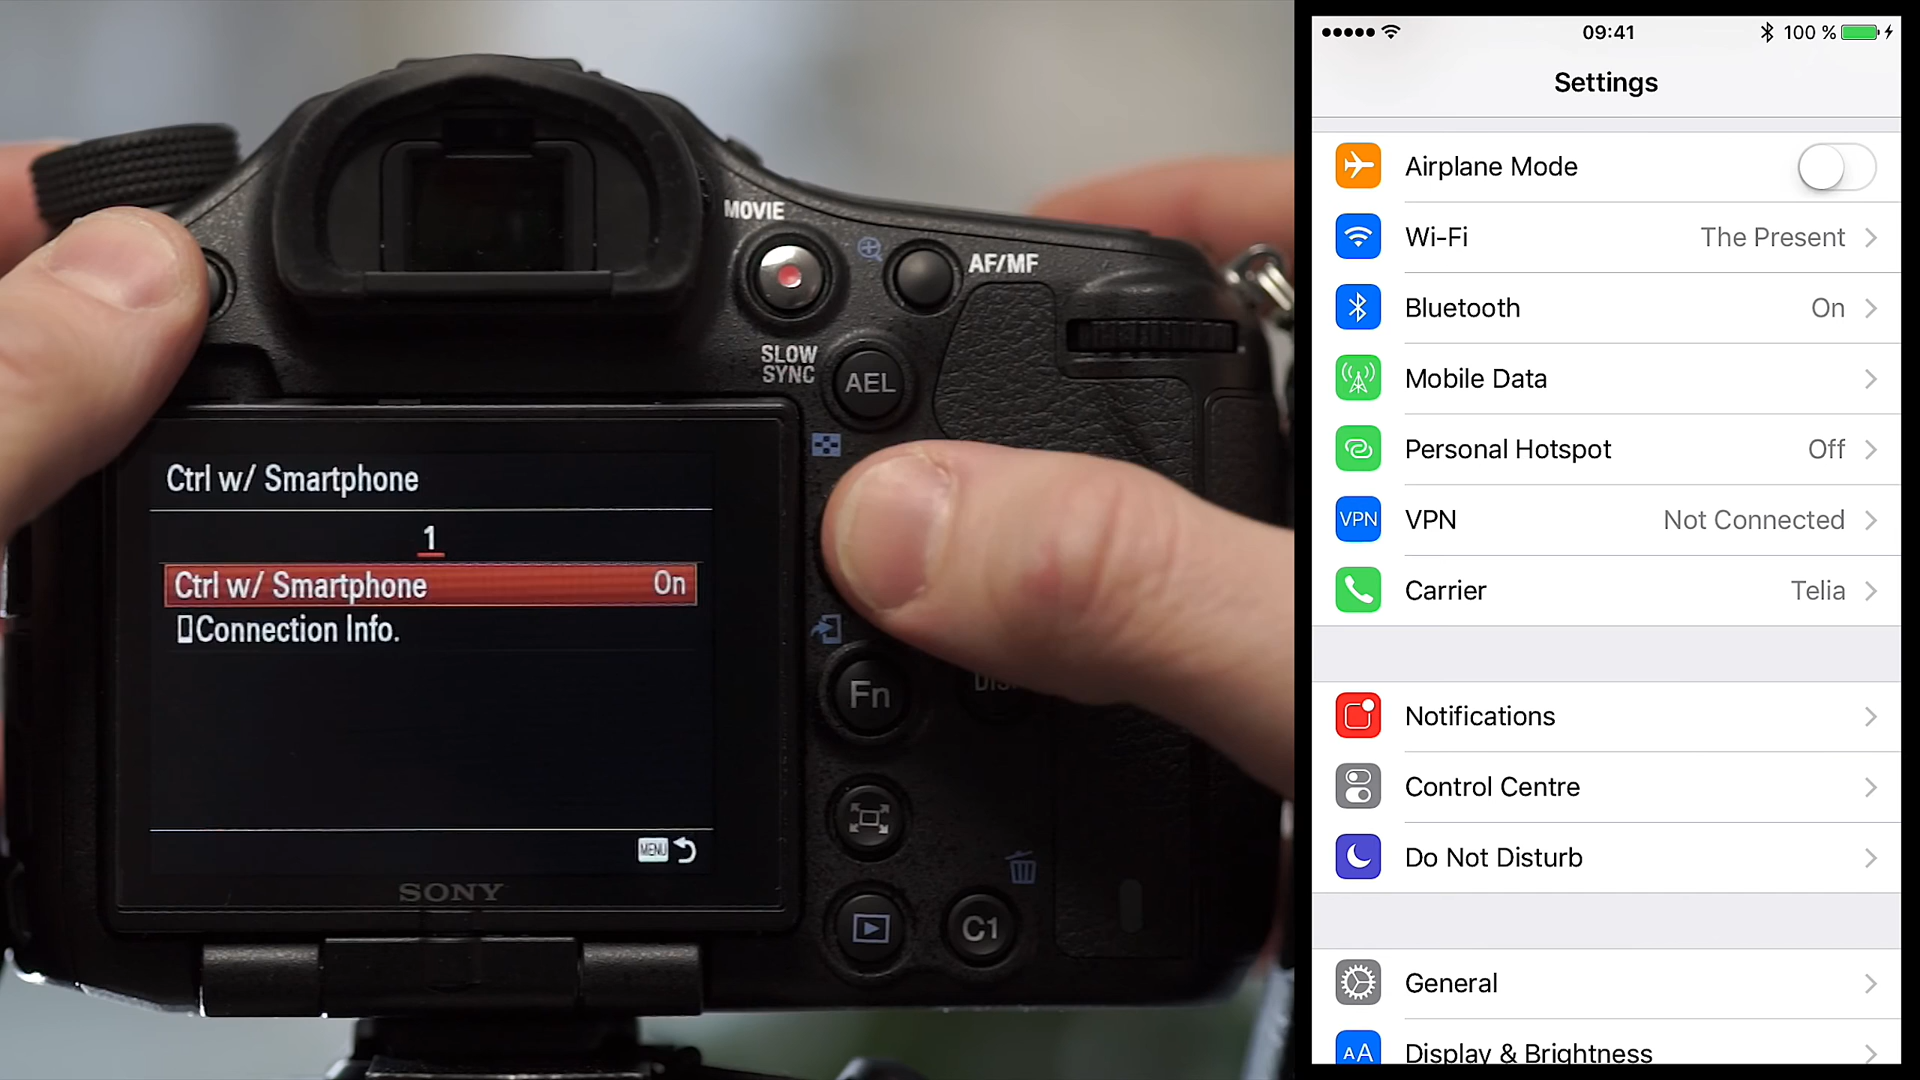 MOVIE
AF/MF
SLOW
SYNC
AEL
Ctrl w/ Smartphone
1
Ctrl w/ Smartphone On
Connection Info.
MENU
SONY
Fn
C1
09:41
100 %
Settings
Airplane Mode
Wi-Fi The Present
Bluetooth On
Mobile Data
Personal Hotspot Off
VPN VPN Not Connected
Carrier Telia
Notifications
Control Centre
Do Not Disturb
General
AA Display & Brightness